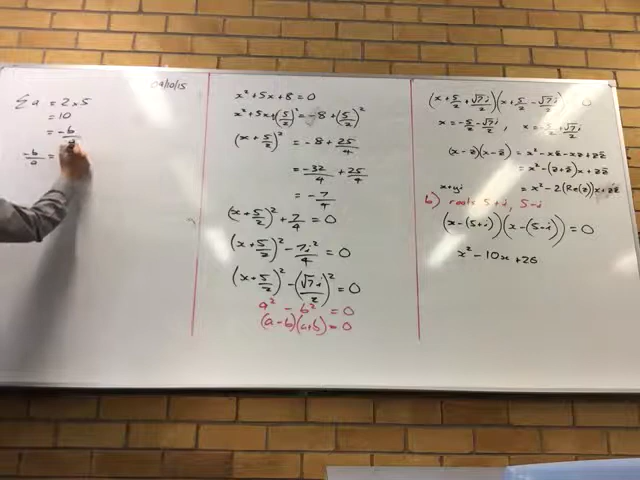 04/10/15
Σα = 2×5
= 10
= -b/a
-b/a =
x² + 5x + 8 = 0
x² + 5x + (5/2)² = -8 + (5/2)²
(x + 5/2)² = -8 + 25/4
= -32/4 + 25/4
= -7/4
(x + 5/2)² + 7/4 = 0
(x + 5/2)² - 7i²/4 = 0
(x + 5/2)² - (√7i/2)² = 0
a² - b² = 0
(a-b)(a+b) = 0
(x + 5/2 + √7i/2)(x + 5/2 - √7i/2) 0
x = -5/2 - √7i/2, x = -5/2 + √7i/2
(x - z)(x - z̄) = x² - xz̄ - xz + zz̄
= x² - (z + z̄)x + zz̄
x+yi = x² - 2(Re(z))x + zz̄
b) roots 5+i, 5-i
(x-(5+i))(x-(5-i)) = 0
x² - 10x + 26